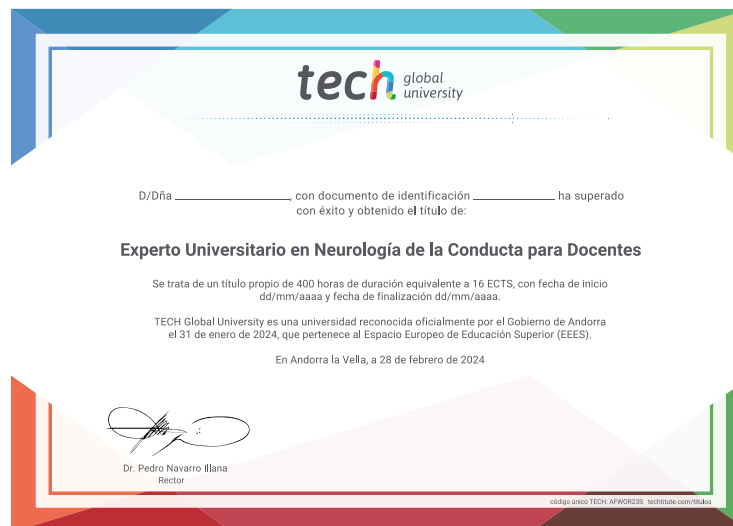 tech global university
D/Dña ____________, con documento de identificación ____________ ha superado
con éxito y obtenido el título de:
Experto Universitario en Neurología de la Conducta para Docentes
Se trata de un título propio de 400 horas de duración equivalente a 16 ECTS, con fecha de inicio
dd/mm/aaaa y fecha de finalización dd/mm/aaaa.
TECH Global University es una universidad reconocida oficialmente por el Gobierno de Andorra
el 31 de enero de 2024, que pertenece al Espacio Europeo de Educación Superior (EEES).
En Andorra la Vella, a 28 de febrero de 2024
Dr. Pedro Navarro Illana
Rector
código único TECH: AFWOR23S techtitute.com/titulos